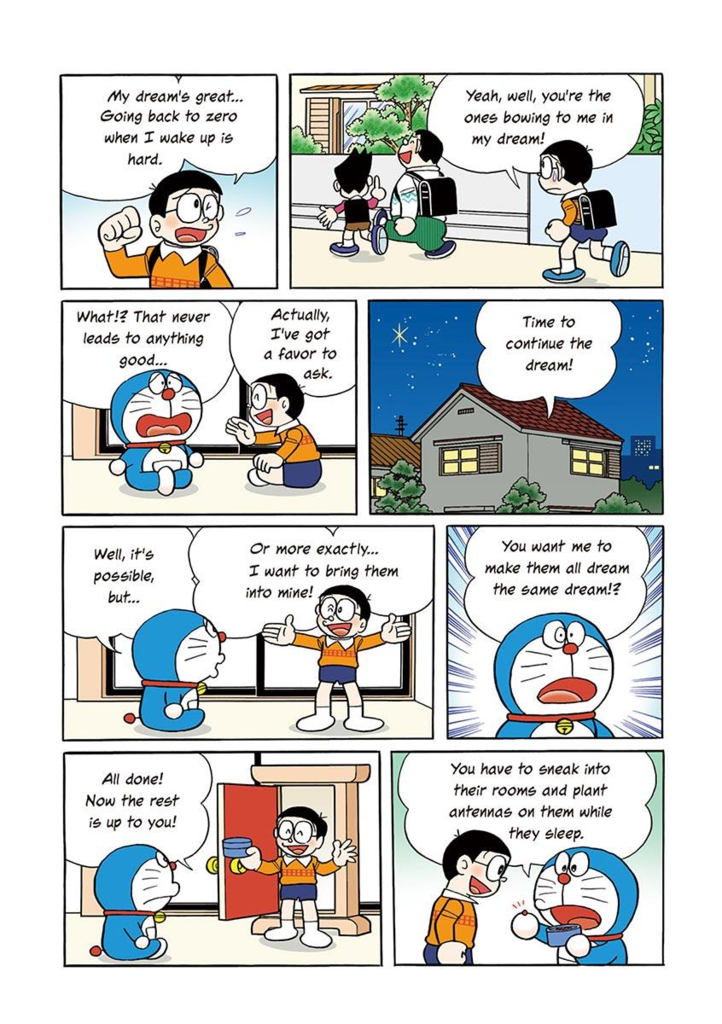 Yeah, well, you're the
ones bowing to me in
my dream!
My dream's great...
Going back to zero
when I wake up is
hard.
Time to
continue the
dream!
Actually,
I've got
a favor to
ask.
What!? That never
leads to anything
good...
You want me to
make them all dream
the same dream!?
Or more exactly...
I want to bring them
into mine!
Well, it's
possible,
but...
You have to sneak into
their rooms and plant
antennas on them while
they sleep.
All done!
Now the rest
is up to you!